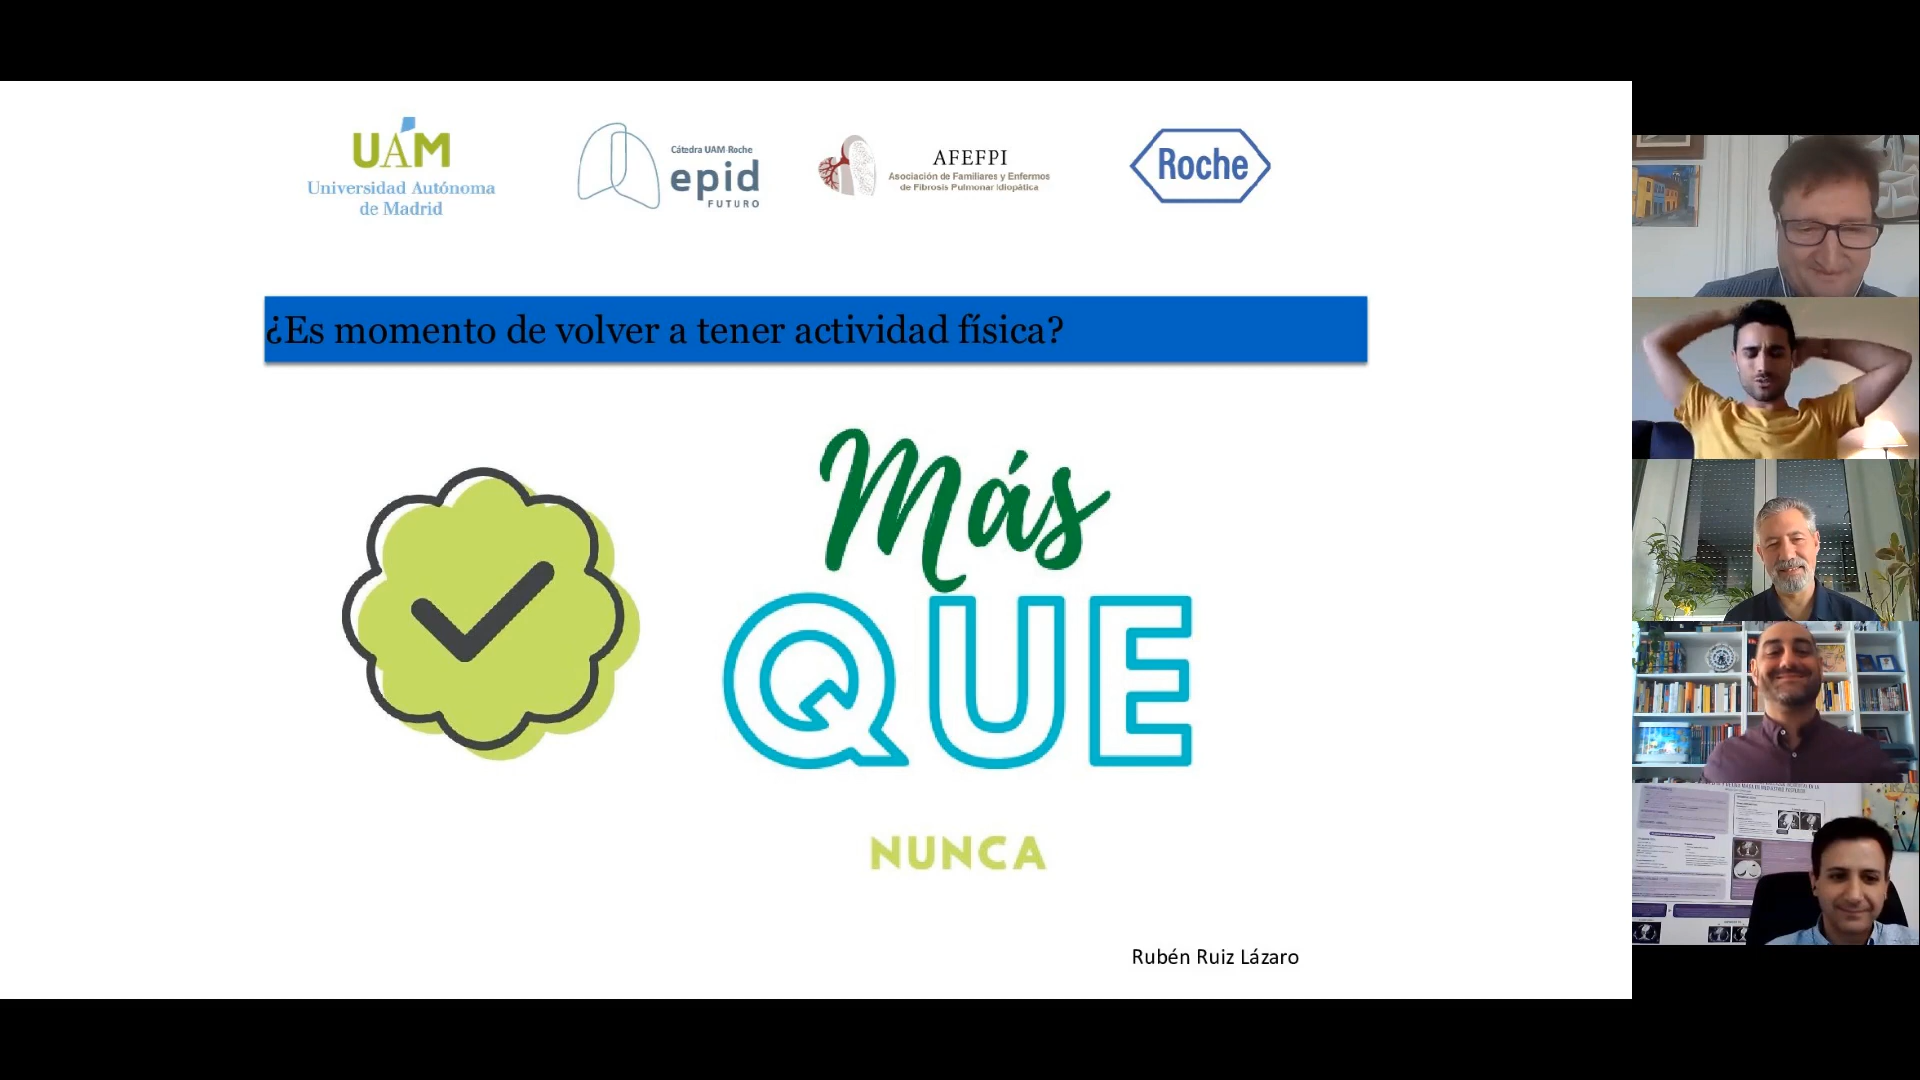 UAM
Universidad Autónoma
de Madrid
Cátedra UAM-Roche
epid
FUTURO
AFEFPI
Asociación de Familiares y Enfermos
de Fibrosis Pulmonar Idiopática
Roche
¿Es momento de volver a tener actividad física?
Más
QUE
NUNCA
Rubén Ruiz Lázaro